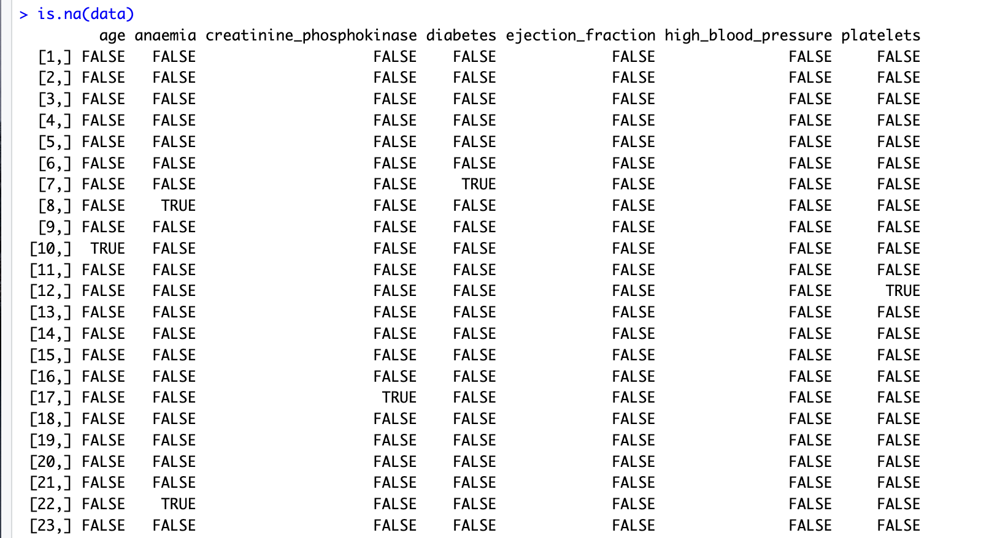 > is.na(data)
age anaemia creatinine_phosphokinase diabetes ejection_fraction high_blood_pressure platelets
[1,] FALSE FALSE FALSE FALSE FALSE FALSE FALSE
[2,] FALSE FALSE FALSE FALSE FALSE FALSE FALSE
[3,] FALSE FALSE FALSE FALSE FALSE FALSE FALSE
[4,] FALSE FALSE FALSE FALSE FALSE FALSE FALSE
[5,] FALSE FALSE FALSE FALSE FALSE FALSE FALSE
[6,] FALSE FALSE FALSE FALSE FALSE FALSE FALSE
[7,] FALSE FALSE FALSE TRUE FALSE FALSE FALSE
[8,] FALSE TRUE FALSE FALSE FALSE FALSE FALSE
[9,] FALSE FALSE FALSE FALSE FALSE FALSE FALSE
[10,] TRUE FALSE FALSE FALSE FALSE FALSE FALSE
[11,] FALSE FALSE FALSE FALSE FALSE FALSE FALSE
[12,] FALSE FALSE FALSE FALSE FALSE FALSE TRUE
[13,] FALSE FALSE FALSE FALSE FALSE FALSE FALSE
[14,] FALSE FALSE FALSE FALSE FALSE FALSE FALSE
[15,] FALSE FALSE FALSE FALSE FALSE FALSE FALSE
[16,] FALSE FALSE FALSE FALSE FALSE FALSE FALSE
[17,] FALSE FALSE TRUE FALSE FALSE FALSE FALSE
[18,] FALSE FALSE FALSE FALSE FALSE FALSE FALSE
[19,] FALSE FALSE FALSE FALSE FALSE FALSE FALSE
[20,] FALSE FALSE FALSE FALSE FALSE FALSE FALSE
[21,] FALSE FALSE FALSE FALSE FALSE FALSE FALSE
[22,] FALSE TRUE FALSE FALSE FALSE FALSE FALSE
[23,] FALSE FALSE FALSE FALSE FALSE FALSE FALSE